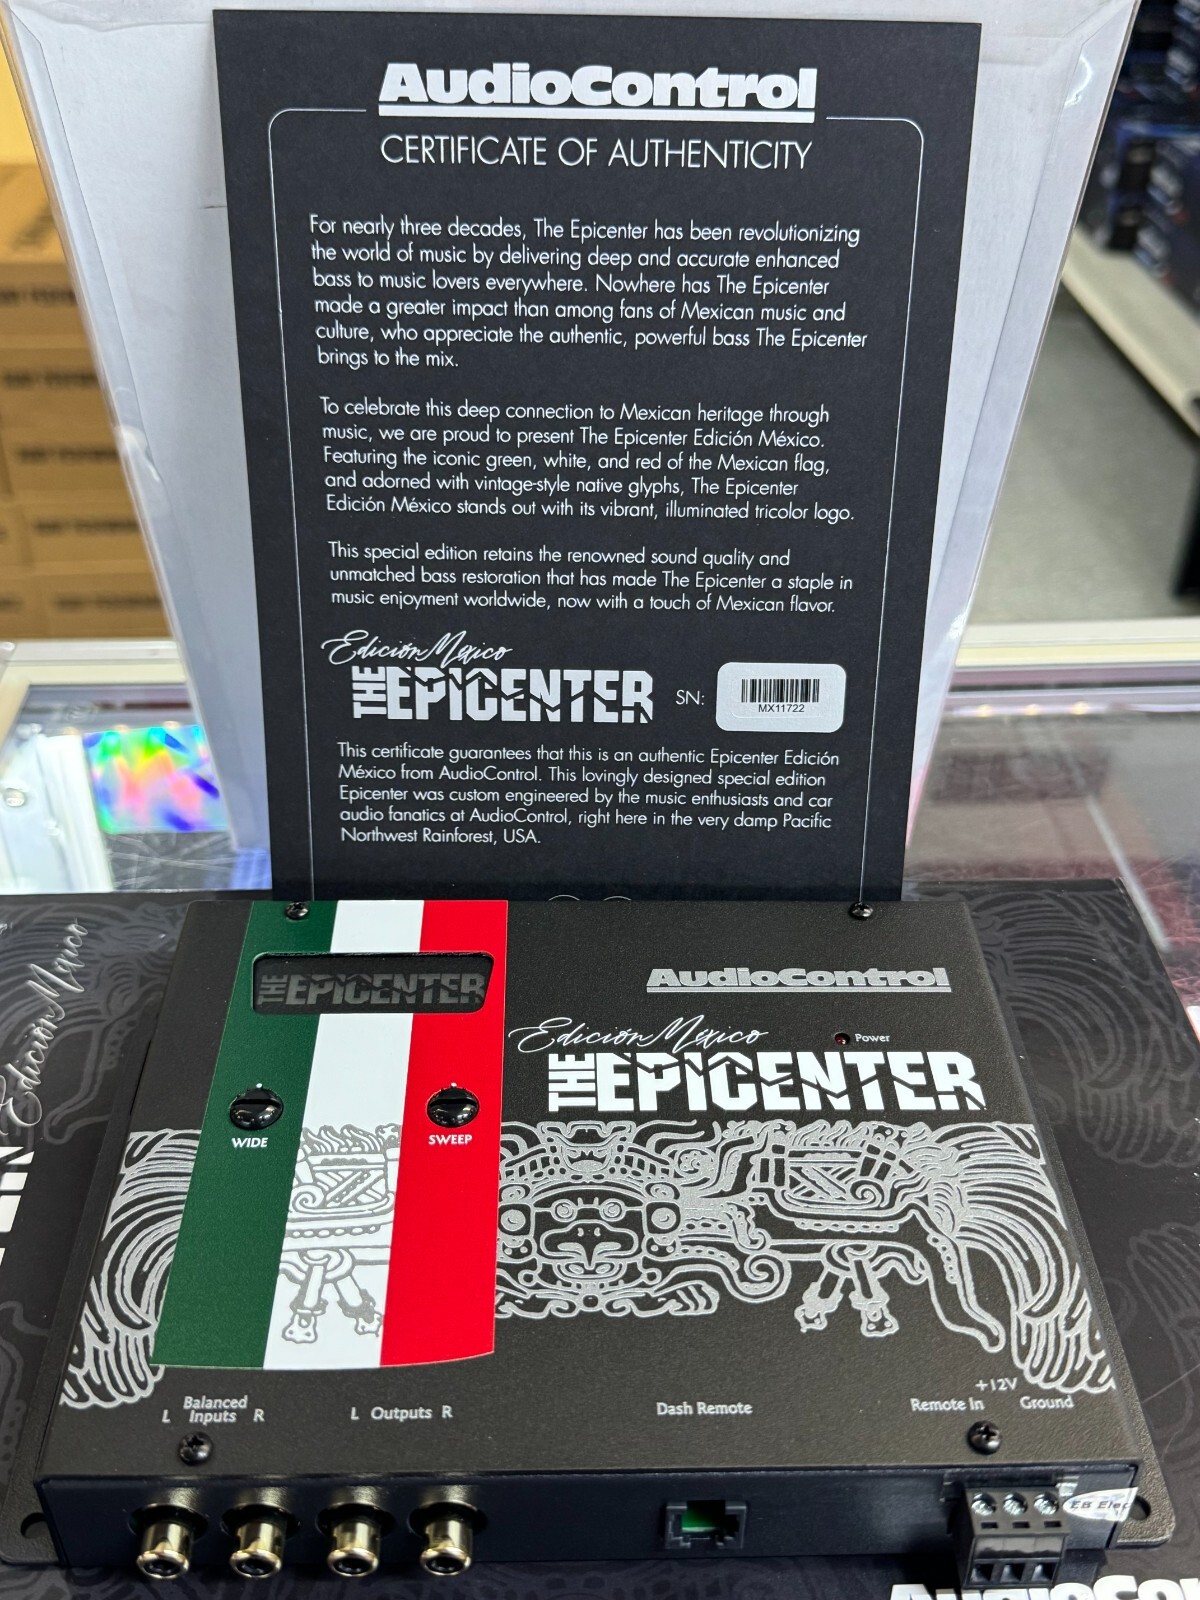 AudioControl
CERTIFICATE OF AUTHENTICITY
For nearly three decades, The Epicenter has been revolutionizing
the world of music by delivering deep and accurate enhanced
bass to music lovers everywhere. Nowhere has The Epicenter
made a greater impact than among fans of Mexican music and
culture, who appreciate the authentic, powerful bass The Epicenter
brings to the mix.
To celebrate this deep connection to Mexican heritage through
music, we are proud to present The Epicenter Edición México.
Featuring the iconic green, white, and red of the Mexican flag,
and adorned with vintage-style native glyphs, The Epicenter
Edición México stands out with its vibrant, illuminated tricolor logo.
This special edition retains the renowned sound quality and
unmatched bass restoration that has made The Epicenter a staple in
music enjoyment worldwide, now with a touch of Mexican flavor.
Edición México
THE EPICENTER
SN:
MX11722
This certificate guarantees that this is an authentic Epicenter Edición
México from AudioControl. This lovingly designed special edition
Epicenter was custom engineered by the music enthusiasts and car
audio fanatics at AudioControl, right here in the very damp Pacific
Northwest Rainforest, USA.
THE EPICENTER
AudioControl
Edición México
THE EPICENTER
Power
WIDE
SWEEP
Edición México
L Balanced Inputs R
L Outputs R
Dash Remote
+12V
Remote In
Ground
EB Elec
AudioContro